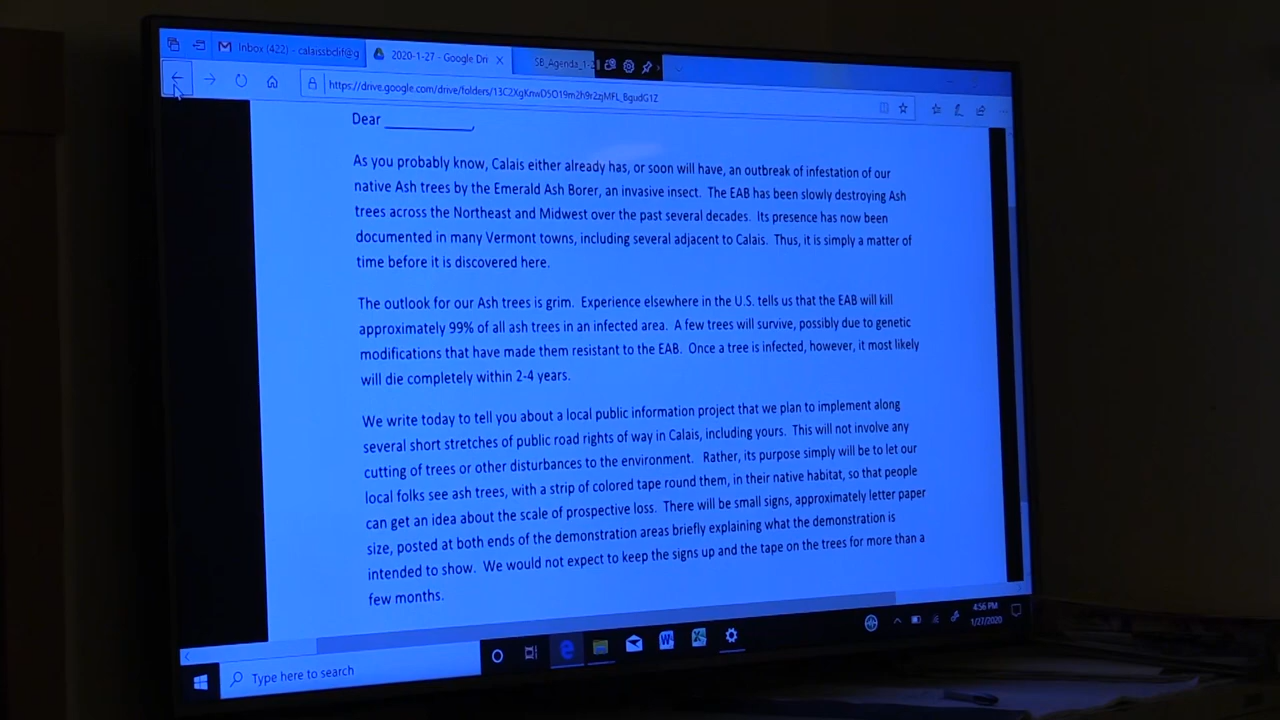 Inbox (422) - calaissbclrf@g
2020-1-27 - Google Dri
SB_Agenda_1-2
https://drive.google.com/drive/folders/
Dear __________,
As you probably know, Calais either already has, or soon will have, an outbreak of infestation of our
native Ash trees by the Emerald Ash Borer, an invasive insect. The EAB has been slowly destroying Ash
trees across the Northeast and Midwest over the past several decades. Its presence has now been
documented in many Vermont towns, including several adjacent to Calais. Thus, it is simply a matter of
time before it is discovered here.
The outlook for our Ash trees is grim. Experience elsewhere in the U.S. tells us that the EAB will kill
approximately 99% of all ash trees in an infected area. A few trees will survive, possibly due to genetic
modifications that have made them resistant to the EAB. Once a tree is infected, however, it most likely
will die completely within 2-4 years.
We write today to tell you about a local public information project that we plan to implement along
several short stretches of public road rights of way in Calais, including yours. This will not involve any
cutting of trees or other disturbances to the environment. Rather, its purpose simply will be to let our
local folks see ash trees, with a strip of colored tape round them, in their native habitat, so that people
can get an idea about the scale of prospective loss. There will be small signs, approximately letter paper
size, posted at both ends of the demonstration areas briefly explaining what the demonstration is
intended to show. We would not expect to keep the signs up and the tape on the trees for more than a
few months.
4:56 PM
1/27/2020
Type here to search